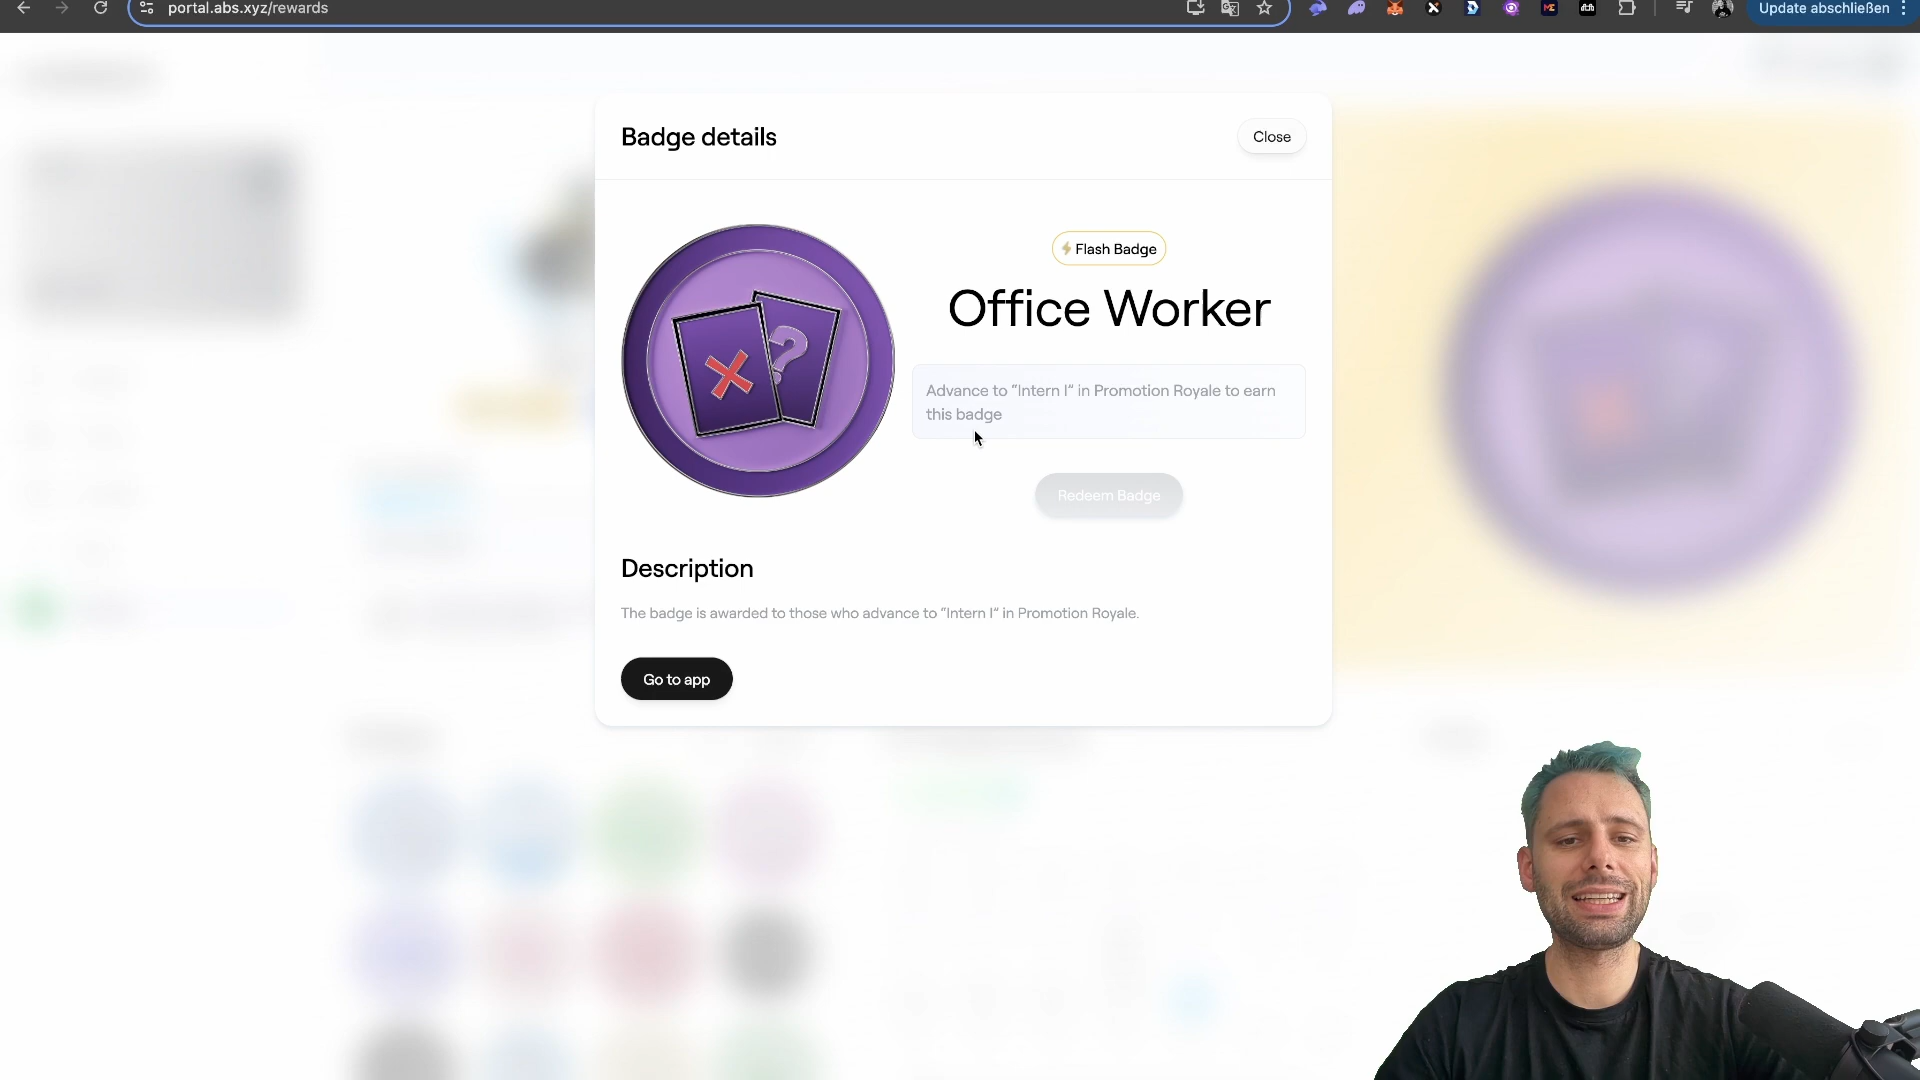 portal.abs.xyz/rewards
Update abschließen
Badge details
Close
Flash Badge
Office Worker
Advance to “Intern I” in Promotion Royale to earn
this badge
Redeem Badge
Description
The badge is awarded to those who advance to “Intern I” in Promotion Royale.
Go to app